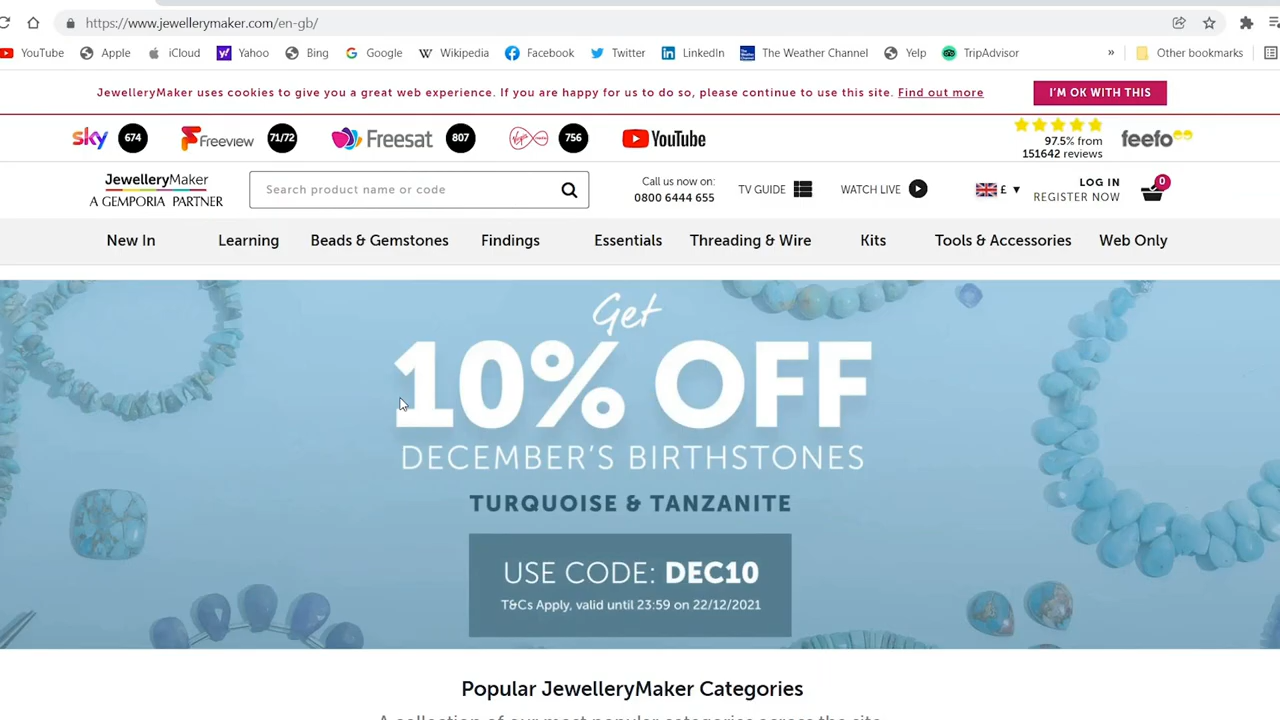 https://www.jewellerymaker.com/en-gb/
YouTube Apple iCloud Yahoo Bing Google Wikipedia Facebook Twitter LinkedIn The Weather Channel Yelp TripAdvisor » Other bookmarks
JewelleryMaker uses cookies to give you a great web experience. If you are happy for us to do so, please continue to use this site. Find out more I'M OK WITH THIS
sky 674 Freeview 71/72 Freesat 807 756 YouTube 97.5% from feefo
151642 reviews
JewelleryMaker
A GEMPORIA PARTNER
Search product name or code
Call us now on:
0800 6444 655
TV GUIDE
WATCH LIVE
£ ▼
LOG IN
REGISTER NOW
0
New In Learning Beads & Gemstones Findings Essentials Threading & Wire Kits Tools & Accessories Web Only
Get
10% OFF
DECEMBER'S BIRTHSTONES
TURQUOISE & TANZANITE
USE CODE: DEC10
T&Cs Apply, valid until 23:59 on 22/12/2021
Popular JewelleryMaker Categories
A collection of our most popular categories across the site